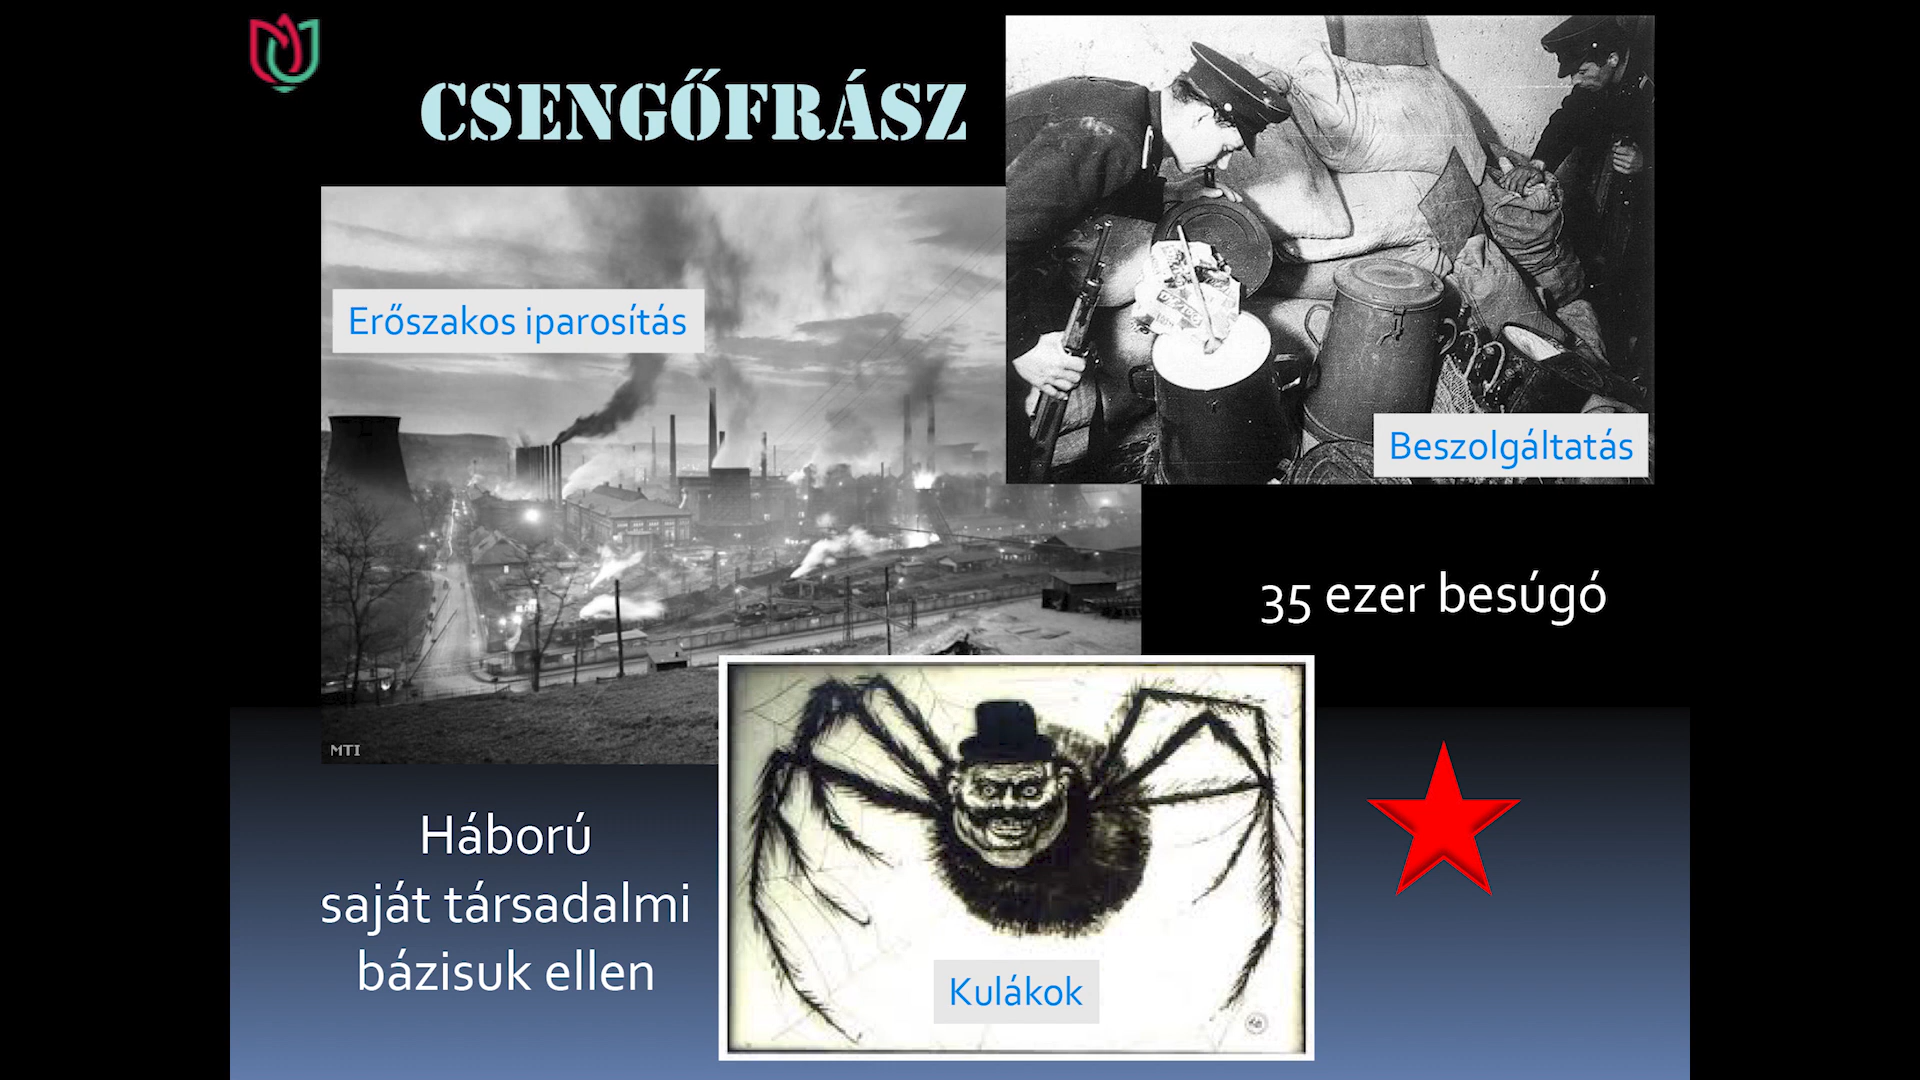 CSENGŐFRÁSZ
Erőszakos iparosítás
Beszolgáltatás
35 ezer besúgó
MTI
Háború
saját társadalmi
bázisuk ellen
Kulákok